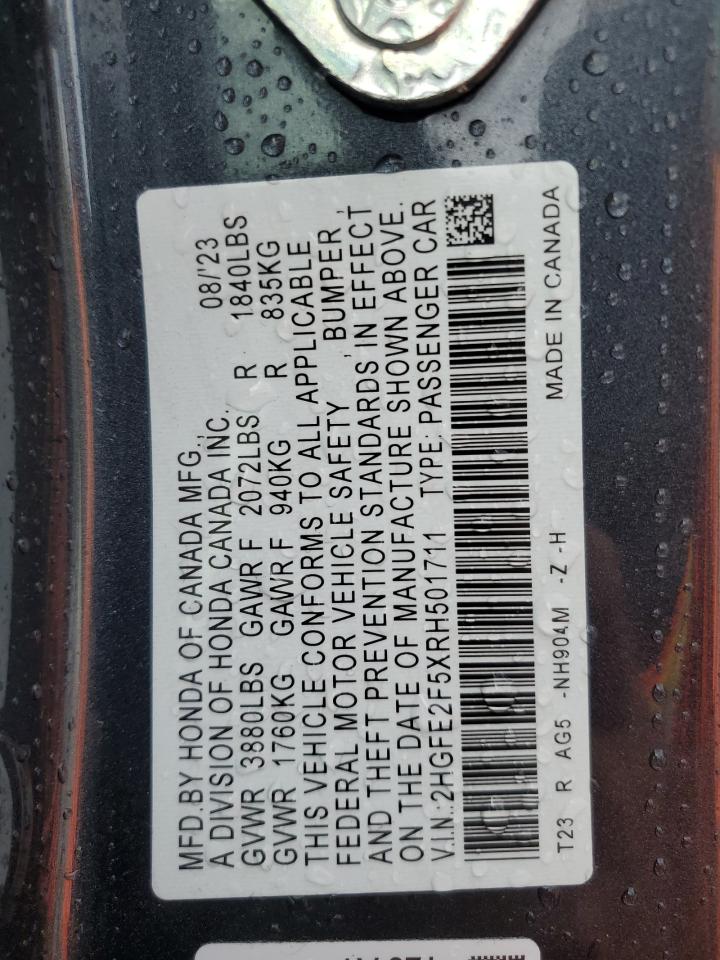 MFD.BY HONDA OF CANADA MFG.,
A DIVISION OF HONDA CANADA INC. 08/'23
GVWR 3880LBS GAWR F 2072LBS R 1840LBS
GVWR 1760KG GAWR F 940KG R 835KG
THIS VEHICLE CONFORMS TO ALL APPLICABLE
FEDERAL MOTOR VEHICLE SAFETY, BUMPER,
AND THEFT PREVENTION STANDARDS IN EFFECT
ON THE DATE OF MANUFACTURE SHOWN ABOVE.
V.I.N:2HGFE2F5XRH501711 TYPE: PASSENGER CAR
MADE IN CANADA
T23 R AG5 -NH904M -Z -H